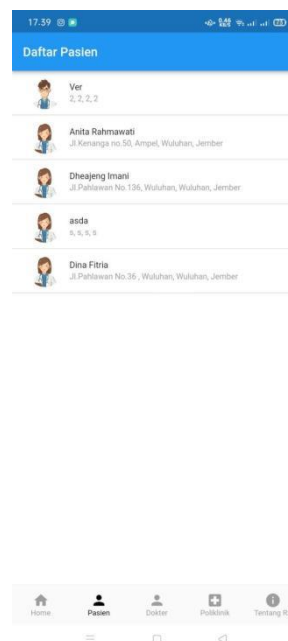 17.39
Daftar Pasien
Ver
2, 2, 2, 2
Anita Rahmawati
Jl.Kenanga no.50, Ampel, Wuluhan, Jember
Dheajeng Imani
Jl.Pahlawan No.136, Wuluhan, Wuluhan, Jember
asda
s, s, s, s
Dina Fitria
Jl.Pahlawan No.36 , Wuluhan, Wuluhan, Jember
Home Pasien Dokter Poliklinik Tentang R